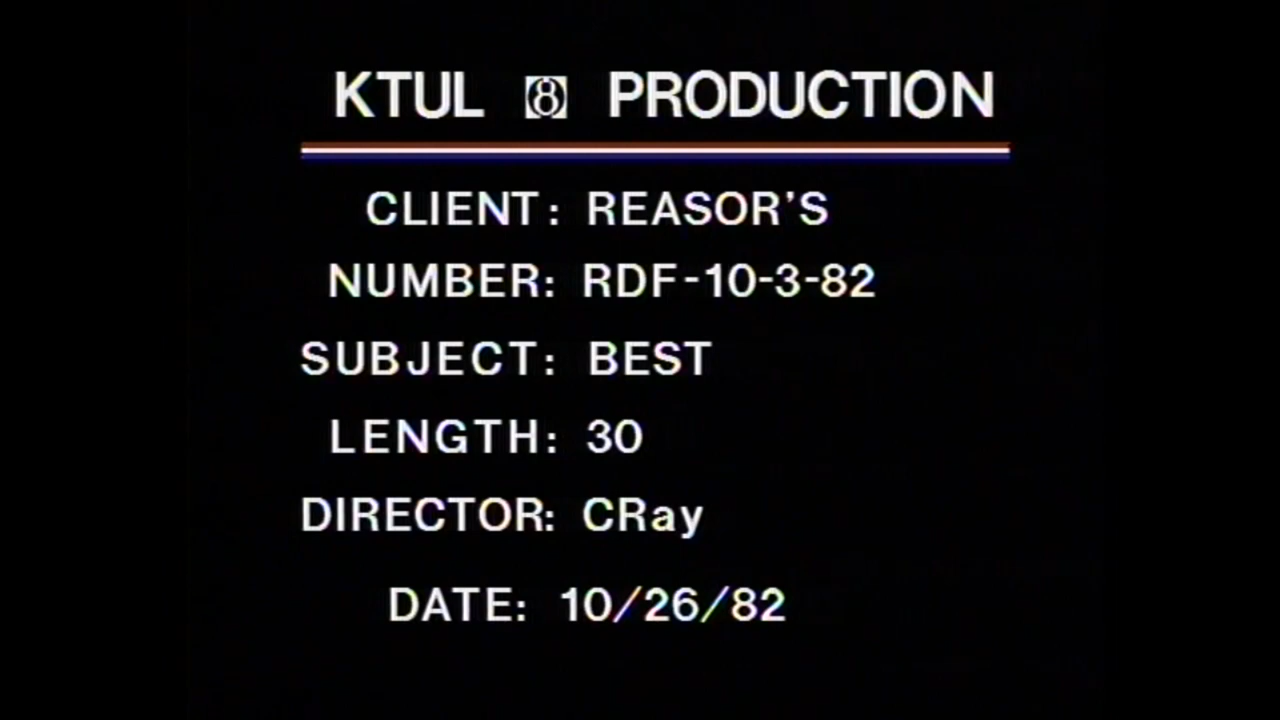 KTUL 8 PRODUCTION
CLIENT: REASOR'S
NUMBER: RDF-10-3-82
SUBJECT: BEST
LENGTH: 30
DIRECTOR: CRay
DATE: 10/26/82